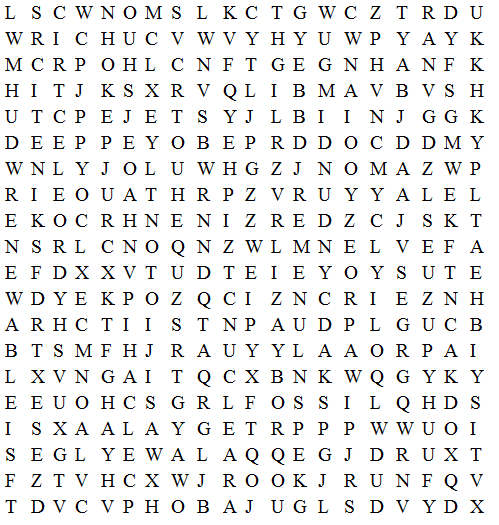 L S C W N O M S L K C T G W C Z T R D U
W R I C H U C V W V Y H Y U W P Y A Y K
M C R P O H L C N F T G E G N H A N F K
H I T J K S X R V Q L I B M A V B V S H
U T C P E J E T S Y J L B I I N J G G K
D E E P P E Y O B E P R D D O C D D M Y
W N L Y J O L U W H G Z J N O M A Z W P
R I E O U A T H R P Z V R U Y Y A L E L
E K O C R H N E N I Z R E D Z C J S K T
N S R L C N O Q N Z W L M N E L V E F A
E F D X X V T U D T E I E Y O Y S U T E
W D Y E K P O Z Q C I Z N C R I E Z N H
A R H C T I I S T N P A U D P L G U C B
B T S M F H J R A U Y Y L A A O R P A I
L X V N G A I T Q C X B N K W Q G Y K Y
E E U O H C S G R L F O S S I L Q H D S
I S X A A L A Y G E T R P P P W W U O I
S E G L Y E W A L A Q Q E G J D R U X T
F Z T V H C X W J R O O K J R U N F Q V
T D V C V P H O B A J U G L S D V Y D X